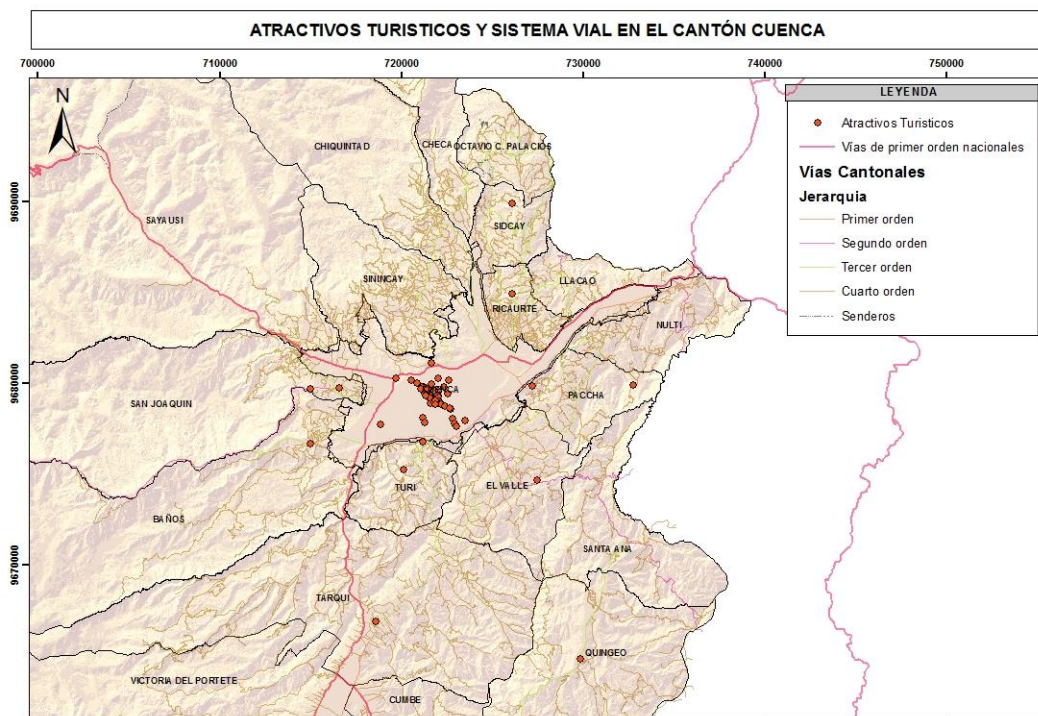 ATRACTIVOS TURISTICOS Y SISTEMA VIAL EN EL CANTÓN CUENCA
700000 710000 720000 730000 740000 750000
N
LEYENDA
Atractivos Turisticos
Vías de primer orden nacionales
Vías Cantonales
Jerarquia
Primer orden
Segundo orden
Tercer orden
Cuarto orden
Senderos
9690000
9680000
9670000
CHIQUINTAD
CHECA
OCTAVIO C. PALACIOS
SAYAUSI
SIDCAY
SININCAY
LLACAO
RICAURTE
NULTI
SAN JOAQUIN
PACCHA
TURI
EL VALLE
BAÑOS
SANTA ANA
TARQUI
QUINGEO
VICTORIA DEL PORTETE
CUMBE